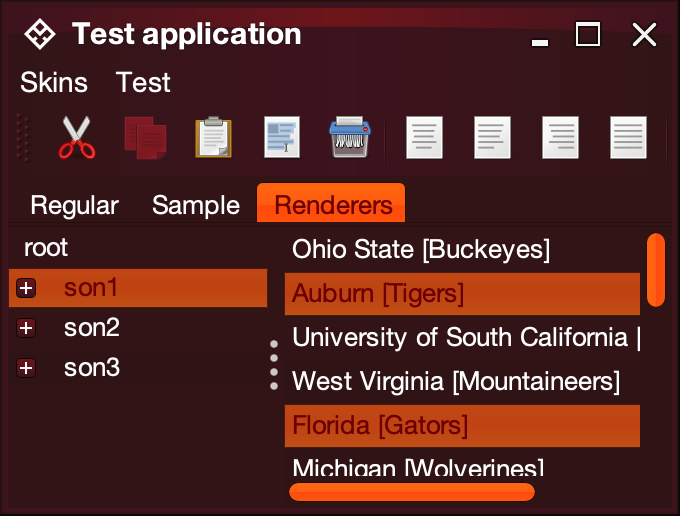 Test application
Skins Test
Regular Sample Renderers
root
son1
son2
son3
Ohio State [Buckeyes]
Auburn [Tigers]
University of South California [
West Virginia [Mountaineers]
Florida [Gators]
Michigan [Wolverines]